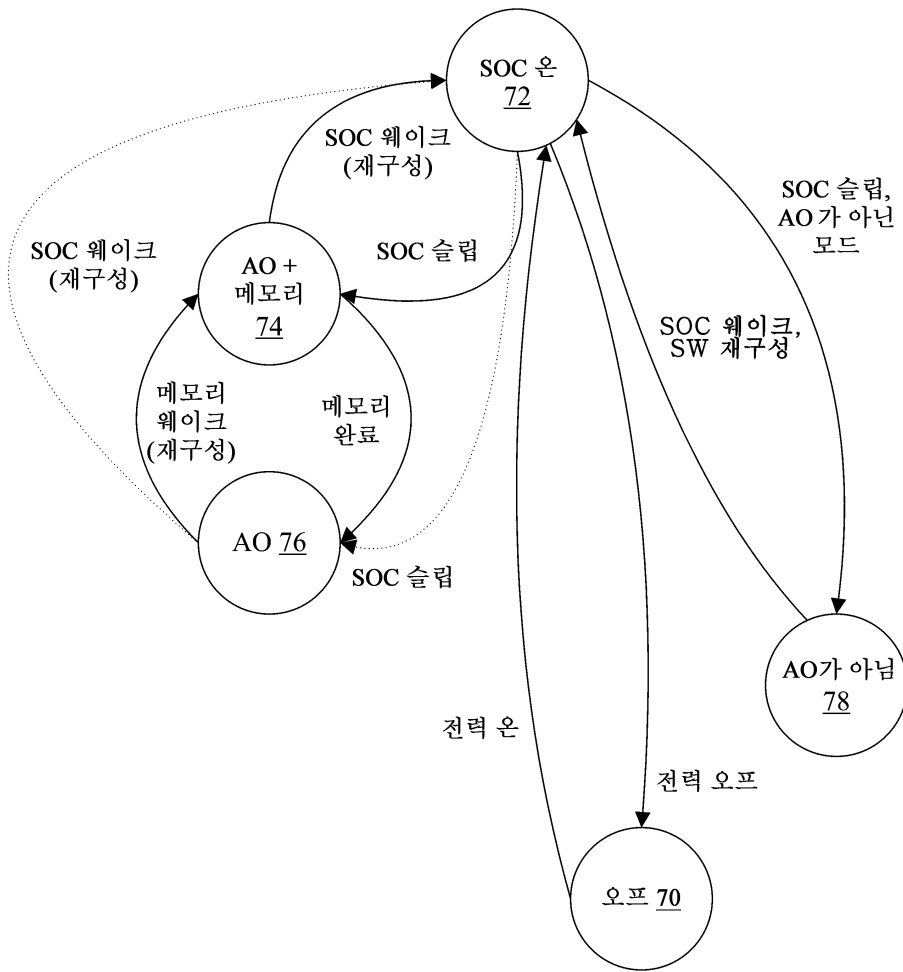 SOC 온
72
SOC 웨이크
(재구성)
SOC 슬립,
AO가 아닌
모드
SOC 웨이크
(재구성)
SOC 슬립
AO +
메모리
74
SOC 웨이크,
SW 재구성
메모리
웨이크
(재구성)
메모리
완료
AO 76
SOC 슬립
AO가 아님
78
전력 온
전력 오프
오프 70